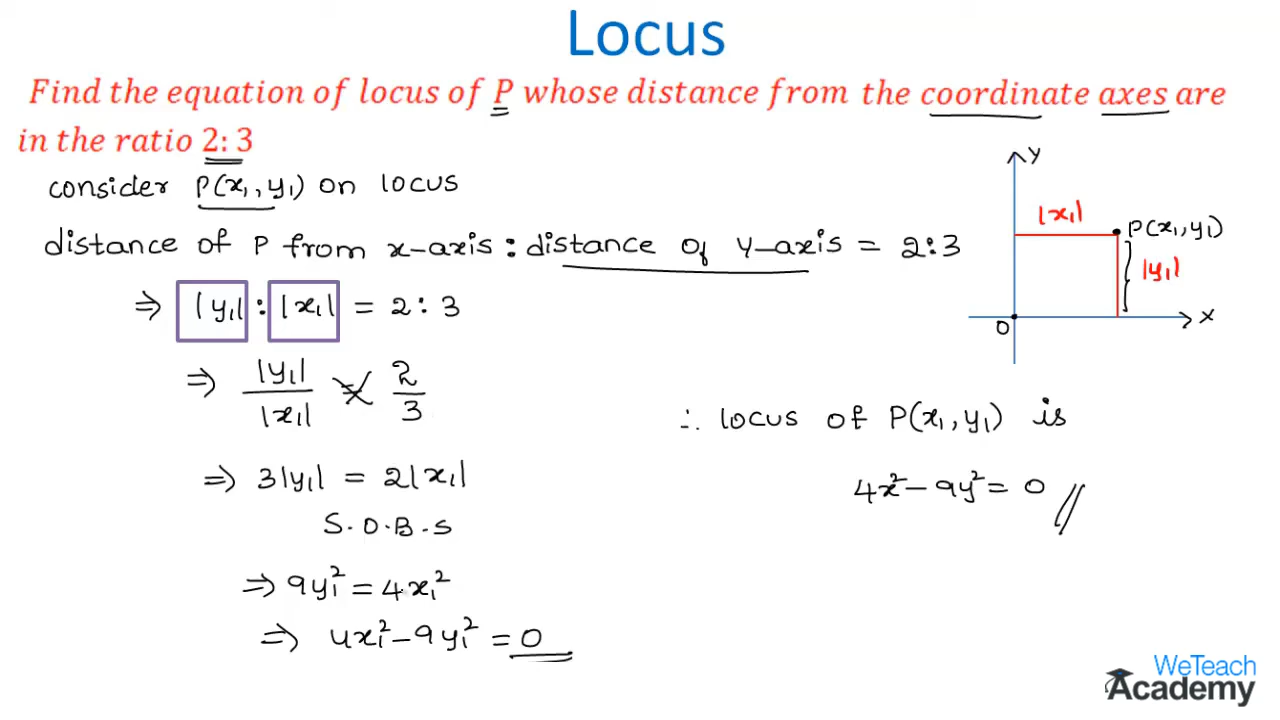 Locus
Find the equation of locus of P whose distance from the coordinate axes are
in the ratio 2: 3
consider P(x₁, y₁) on locus
distance of P from x-axis : distance of y-axis = 2:3
⇒ |y₁| : |x₁| = 2 : 3
⇒ |y₁| / |x₁| = 2/3
⇒ 3|y₁| = 2|x₁|
S.O.B.S
⇒ 9y₁² = 4x₁²
⇒ 4x₁² - 9y₁² = 0
Y
|x₁|
P(x₁, y₁)
|y₁|
O
X
∴ locus of P(x₁, y₁) is
4x² - 9y² = 0 //
WeTeach
Academy